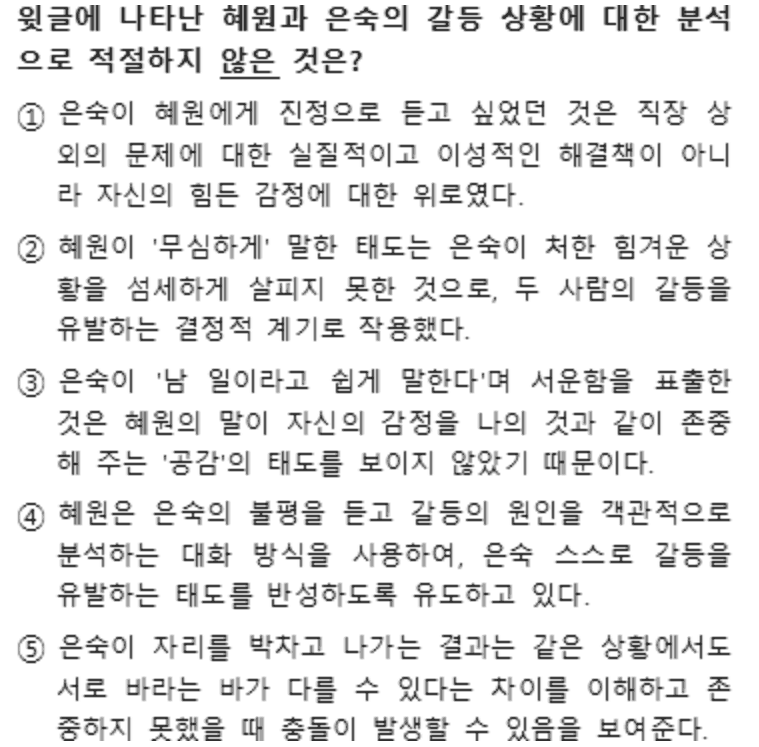 윗글에 나타난 혜원과 은숙의 갈등 상황에 대한 분석
으로 적절하지 않은 것은?
① 은숙이 혜원에게 진정으로 듣고 싶었던 것은 직장 상
외의 문제에 대한 실질적이고 이성적인 해결책이 아니
라 자신의 힘든 감정에 대한 위로였다.
② 혜원이 '무심하게' 말한 태도는 은숙이 처한 힘겨운 상
황을 섬세하게 살피지 못한 것으로, 두 사람의 갈등을
유발하는 결정적 계기로 작용했다.
③ 은숙이 '남 일이라고 쉽게 말한다'며 서운함을 표출한
것은 혜원의 말이 자신의 감정을 나의 것과 같이 존중
해 주는 '공감'의 태도를 보이지 않았기 때문이다.
④ 혜원은 은숙의 불평을 듣고 갈등의 원인을 객관적으로
분석하는 대화 방식을 사용하여, 은숙 스스로 갈등을
유발하는 태도를 반성하도록 유도하고 있다.
⑤ 은숙이 자리를 박차고 나가는 결과는 같은 상황에서도
서로 바라는 바가 다를 수 있다는 차이를 이해하고 존
중하지 못했을 때 충돌이 발생할 수 있음을 보여준다.